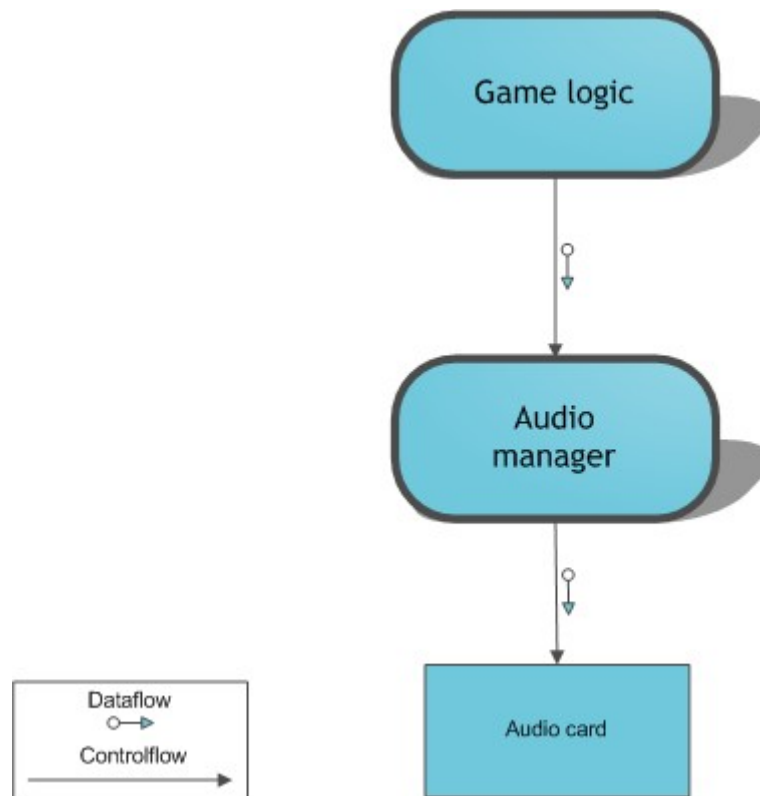 Game logic
Audio
manager
Audio card
Dataflow
Controlflow